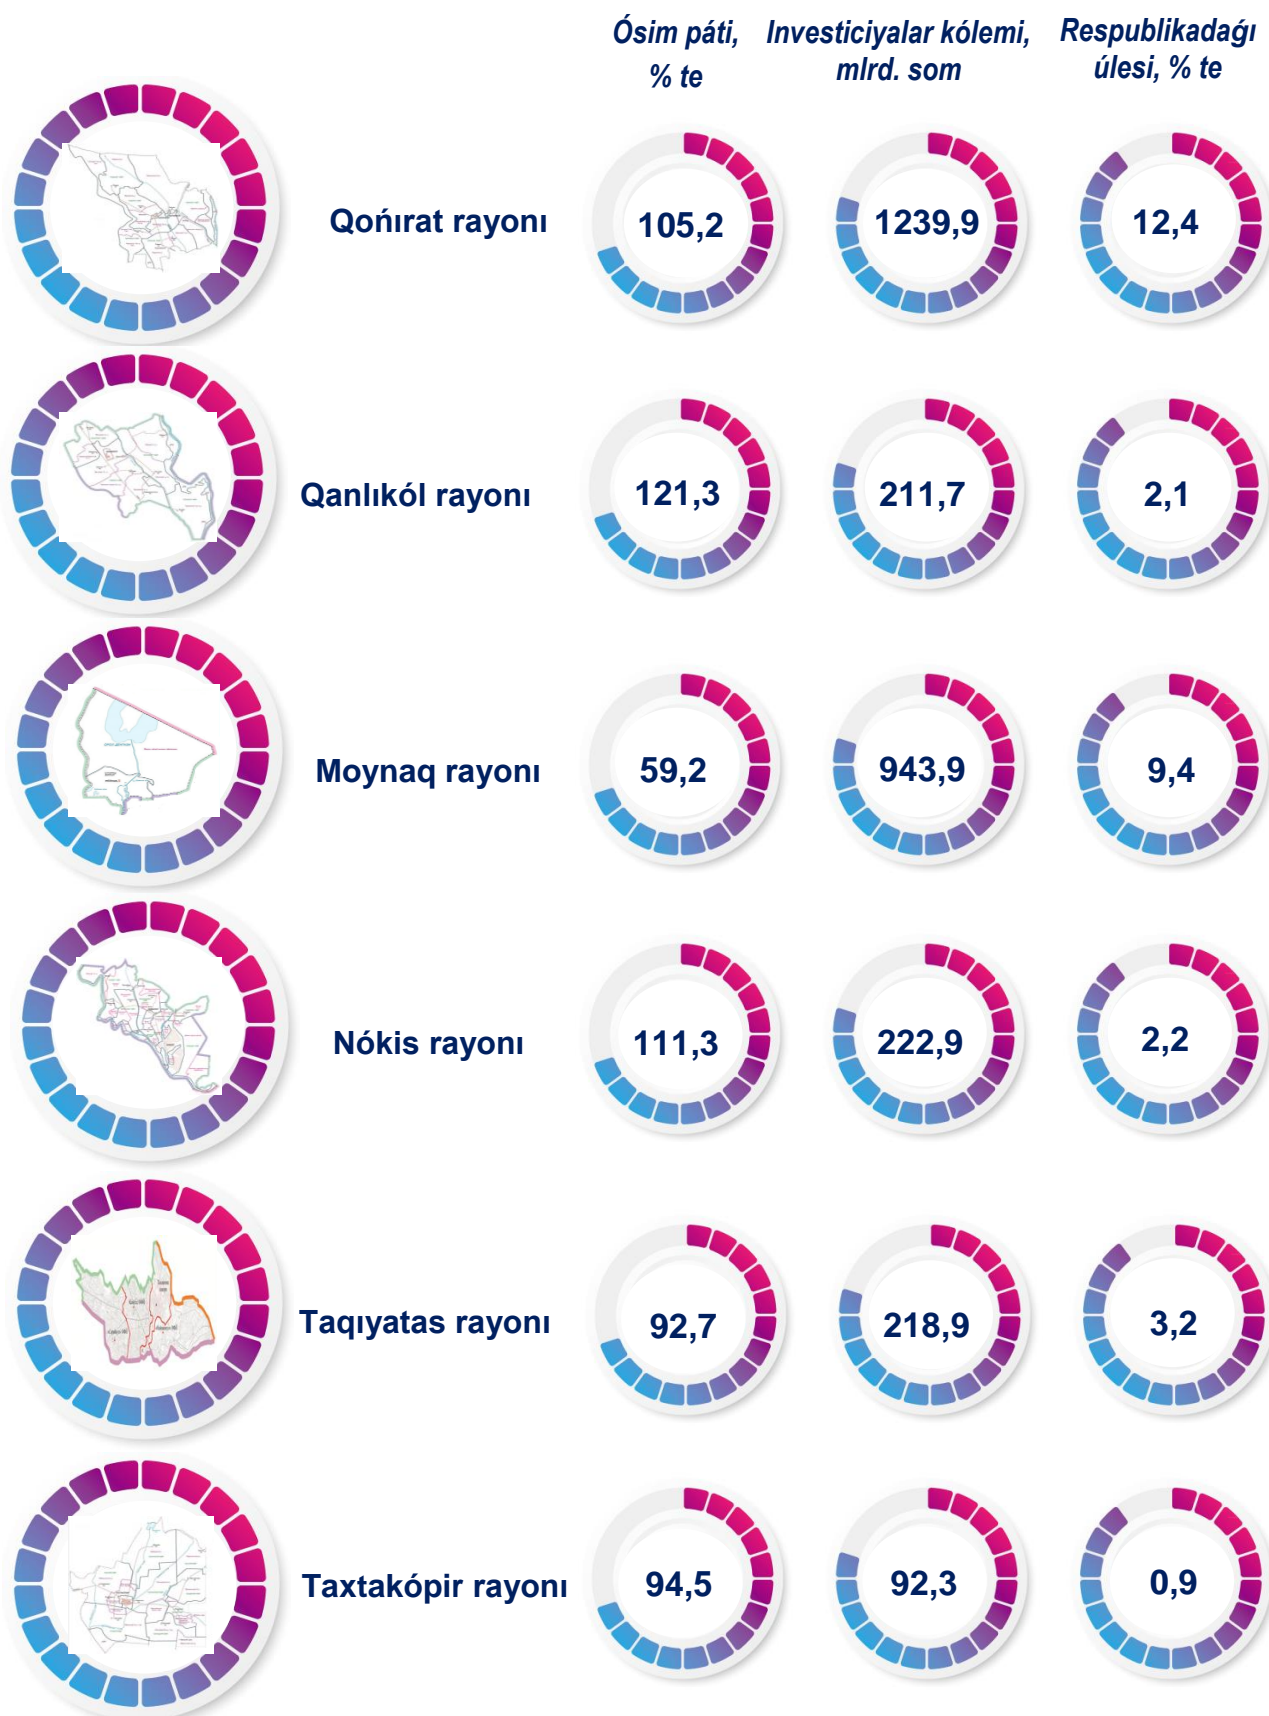 Ósim páti,
% te
Investiciyalar kólemi,
mlrd. som
Respublikadaǵı
úlesi, % te
Qońırat rayonı
105,2
1239,9
12,4
Qanlıkól rayonı
121,3
211,7
2,1
Moynaq rayonı
59,2
943,9
9,4
Nókis rayonı
111,3
222,9
2,2
Taqıyatas rayonı
92,7
218,9
3,2
Taxtakópir rayonı
94,5
92,3
0,9